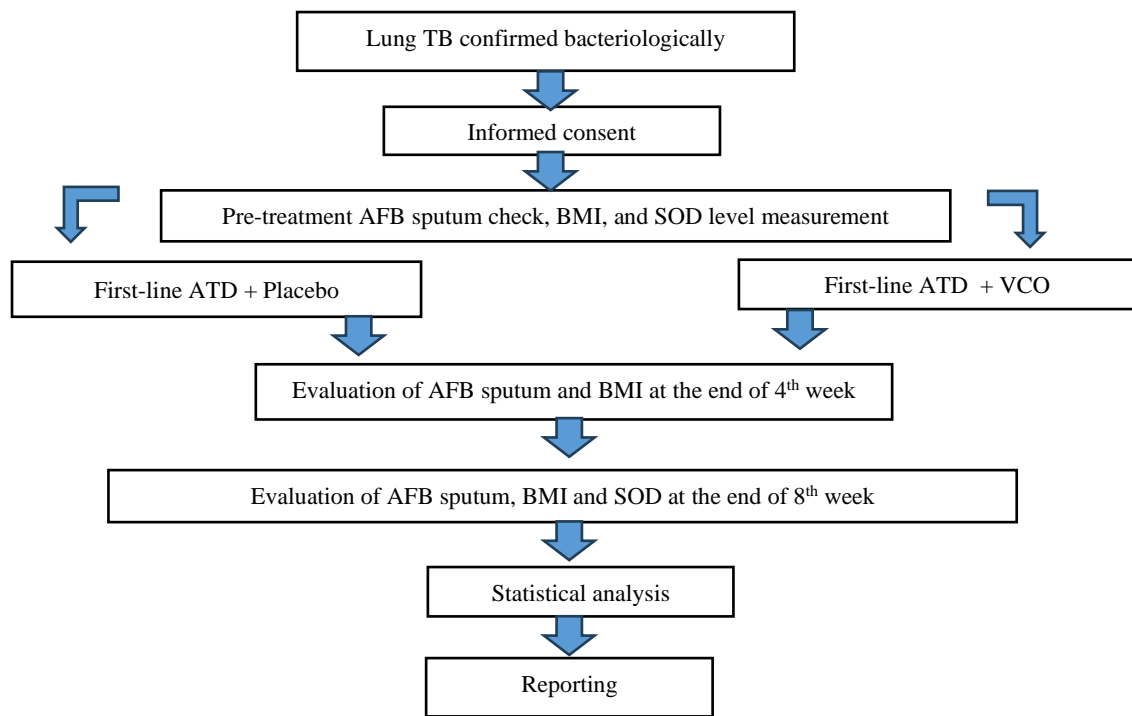 Lung TB confirmed bacteriologically
Informed consent
Pre-treatment AFB sputum check, BMI, and SOD level measurement
First-line ATD + Placebo
First-line ATD + VCO
Evaluation of AFB sputum and BMI at the end of 4th week
Evaluation of AFB sputum, BMI and SOD at the end of 8th week
Statistical analysis
Reporting